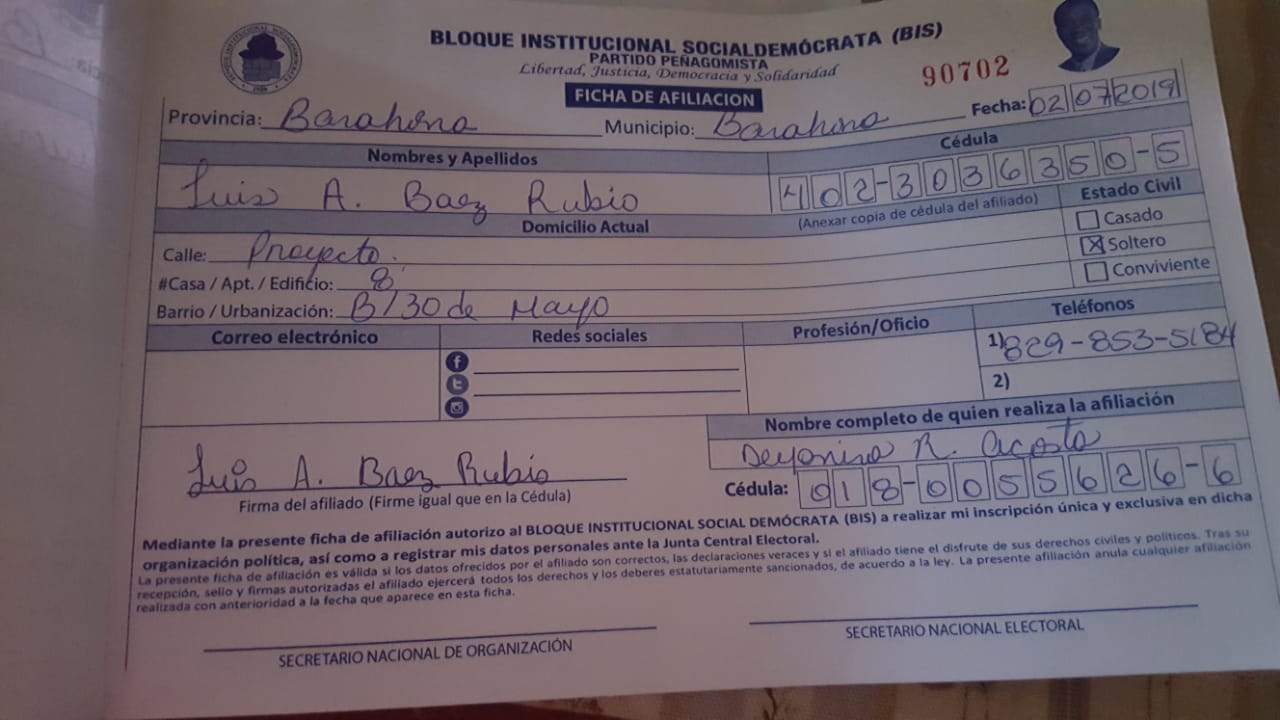 BLOQUE INSTITUCIONAL SOCIALDEMÓCRATA (BIS)
PARTIDO PEÑAGOMISTA
Libertad, Justicia, Democracia y Solidaridad
90702
FICHA DE AFILIACION
Fecha: 02 07 2019
Provincia: Barahona Municipio: Barahona
Nombres y Apellidos Cédula
Luis A. Baez Rubio 402-3036350-5
(Anexar copia de cédula del afiliado)
Domicilio Actual Estado Civil
Casado
Calle: Proyecto. X Soltero
#Casa / Apt. / Edificio: 8 Conviviente
Barrio / Urbanización: B/30 de Mayo
Correo electrónico Redes sociales Profesión/Oficio Teléfonos
1) 829-853-5184
2)
Nombre completo de quien realiza la afiliación
Deyanira R. Acosta
Luis A. Baez Rubio
Firma del afiliado (Firme igual que en la Cédula) Cédula: 018-0055626-6
Mediante la presente ficha de afiliación autorizo al BLOQUE INSTITUCIONAL SOCIAL DEMÓCRATA (BIS) a realizar mi inscripción única y exclusiva en dicha
organización política, así como a registrar mis datos personales ante la Junta Central Electoral.
La presente ficha de afiliación es válida si los datos ofrecidos por el afiliado son correctos, las declaraciones veraces y si el afiliado tiene el disfrute de sus derechos civiles y políticos. Tras su
recepción, sello y firmas autorizadas el afiliado ejercerá todos los derechos y los deberes estatutariamente sancionados, de acuerdo a la ley. La presente afiliación anula cualquier afiliación
realizada con anterioridad a la fecha que aparece en esta ficha.
SECRETARIO NACIONAL DE ORGANIZACIÓN SECRETARIO NACIONAL ELECTORAL